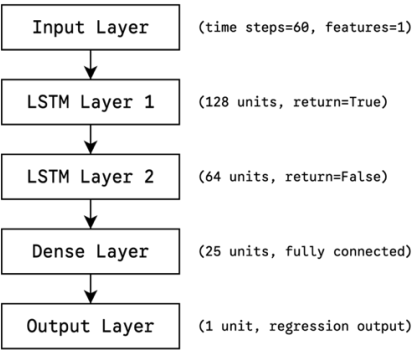 Input Layer (time steps=60, features=1)
LSTM Layer 1 (128 units, return=True)
LSTM Layer 2 (64 units, return=False)
Dense Layer (25 units, fully connected)
Output Layer (1 unit, regression output)